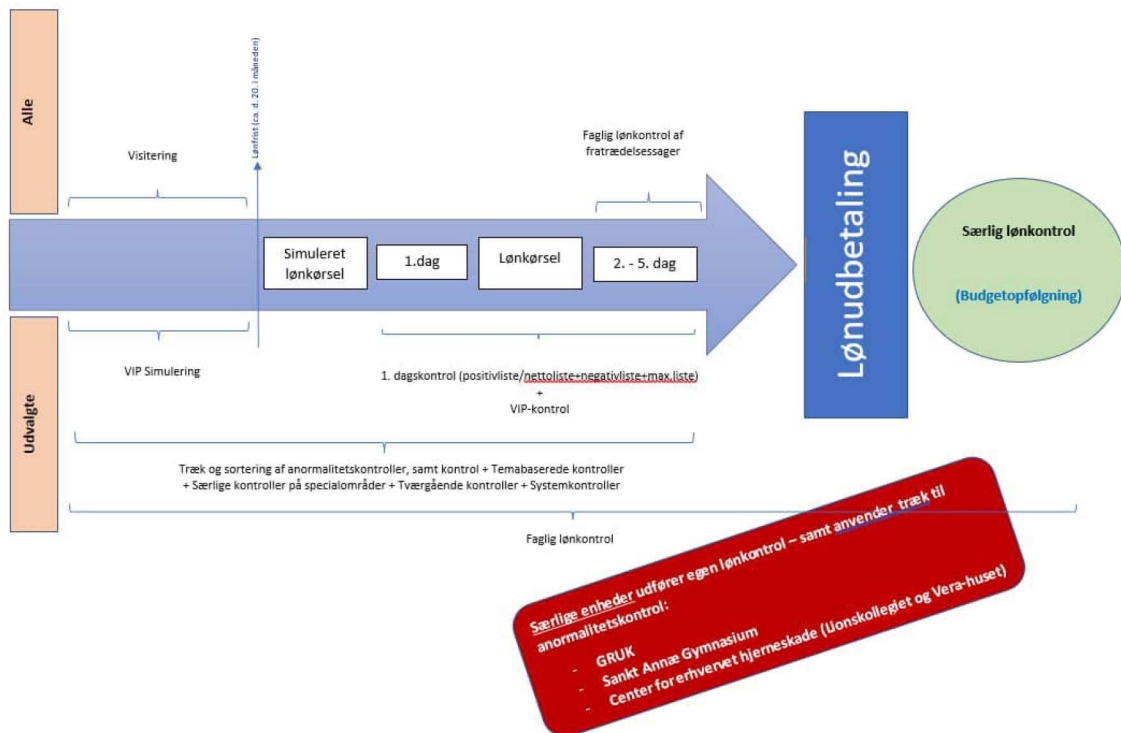 Alle
Visitering
Lønfrist (ca. d. 20. i måneden)
Faglig lønkontrol af
fratrædelsessager
Simuleret
lønkørsel
1.dag
Lønkørsel
2. - 5. dag
Lønudbetaling
Særlig lønkontrol
(Budgetopfølgning)
Udvalgte
VIP Simulering
1. dagskontrol (positivliste/nettoliste+negativliste+max.liste)
+
VIP-kontrol
Træk og sortering af anormalitetskontroller, samt kontrol + Temabaserede kontroller
+ Særlige kontroller på specialområder + Tværgående kontroller + Systemkontroller
Faglig lønkontrol
Særlige enheder udfører egen lønkontrol – samt anvender træk til
anormalitetskontrol:
- GRUK
- Sankt Annæ Gymnasium
- Center for erhvervet hjerneskade (Uonskollegiet og Vera-huset)